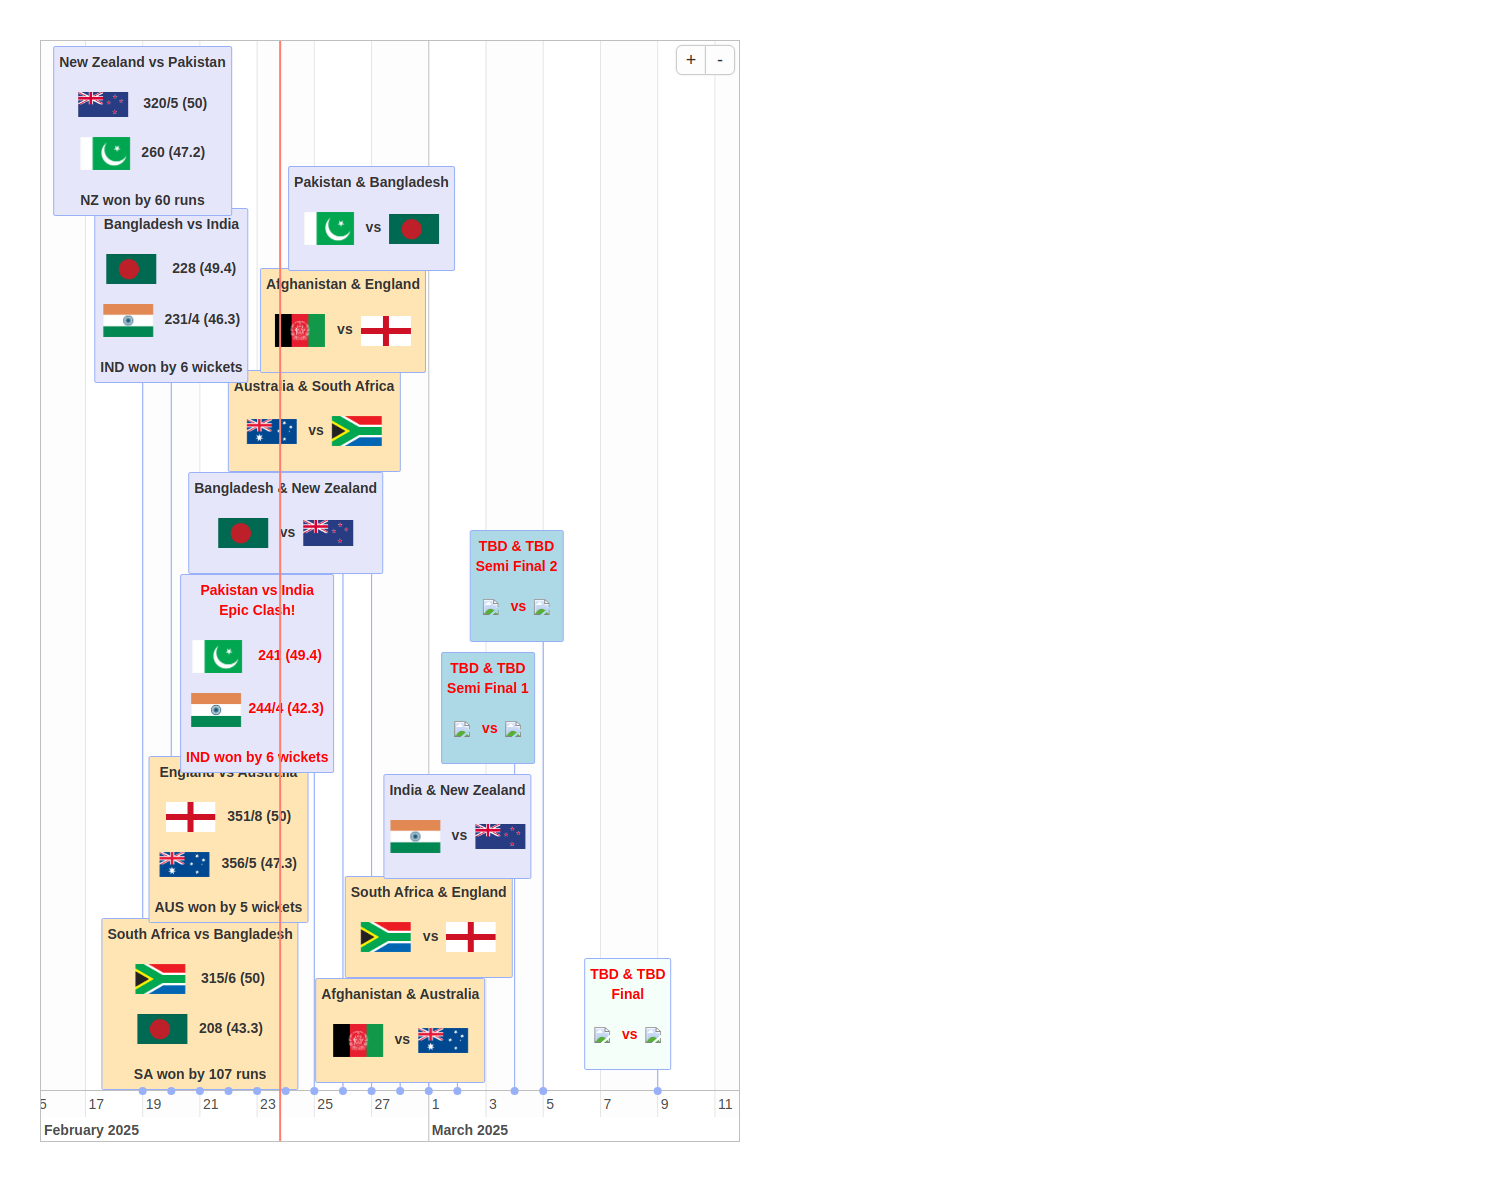 + -
New Zealand vs Pakistan
320/5 (50)
260 (47.2)
NZ won by 60 runs
Bangladesh vs India
228 (49.4)
231/4 (46.3)
IND won by 6 wickets
Pakistan & Bangladesh
vs
Afghanistan & England
vs
Australia & South Africa
vs
Bangladesh & New Zealand
vs
Pakistan vs India
Epic Clash!
241 (49.4)
244/4 (42.3)
IND won by 6 wickets
TBD & TBD
Semi Final 2
vs
TBD & TBD
Semi Final 1
vs
England vs Australia
351/8 (50)
356/5 (47.3)
AUS won by 5 wickets
India & New Zealand
vs
South Africa & England
vs
South Africa vs Bangladesh
315/6 (50)
208 (43.3)
SA won by 107 runs
Afghanistan & Australia
vs
TBD & TBD
Final
vs
17 19 21 23 25 27 1 3 5 7 9 11
February 2025 March 2025